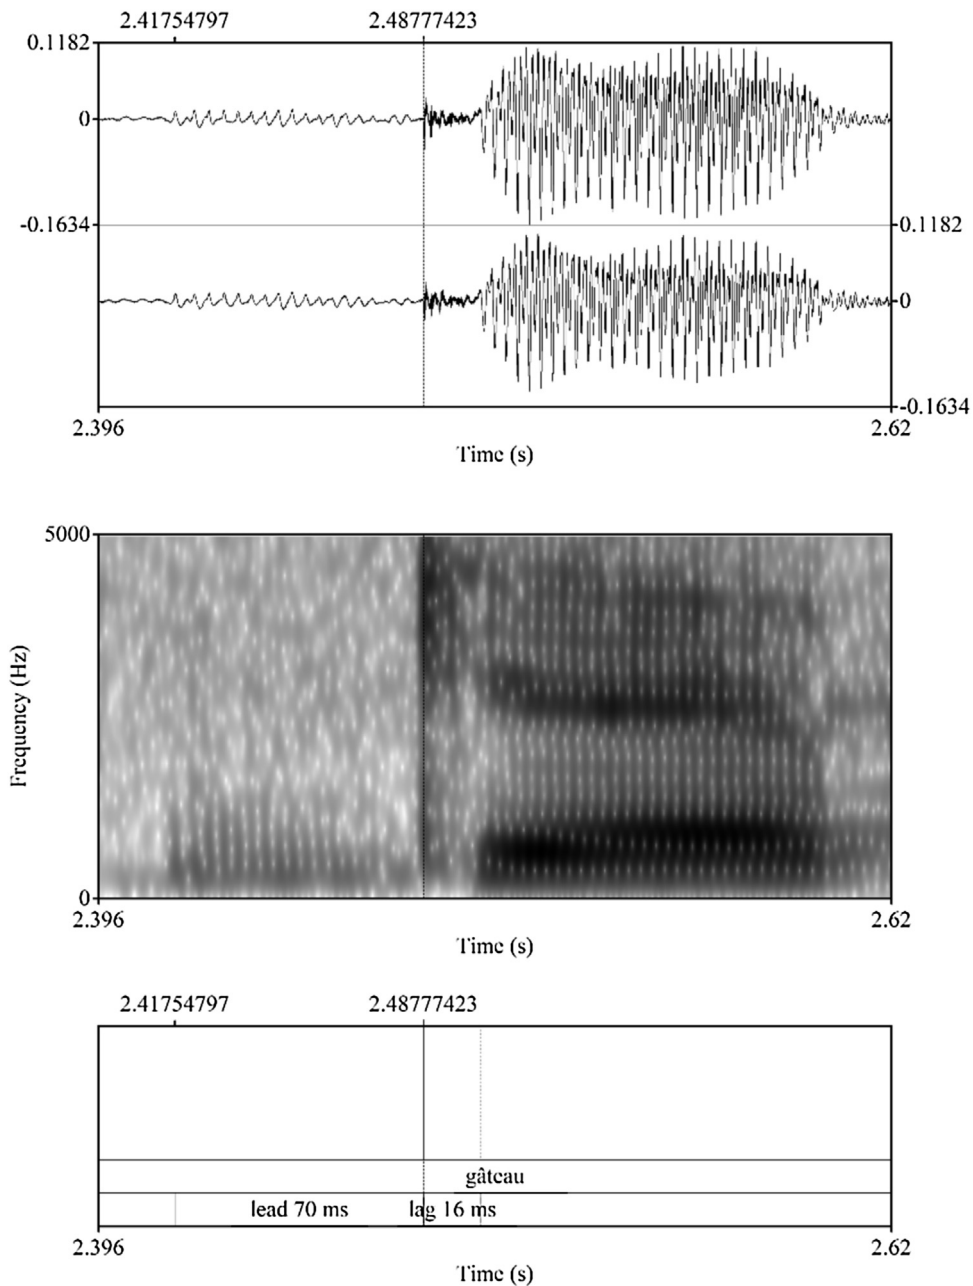 2.41754797 2.48777423
0.1182
0
-0.1634 0.1182
0
-0.1634
2.396 2.62
Time (s)
5000
Frequency (Hz)
0
2.396 2.62
Time (s)
2.41754797 2.48777423
gâteau
lead 70 ms lag 16 ms
2.396 2.62
Time (s)